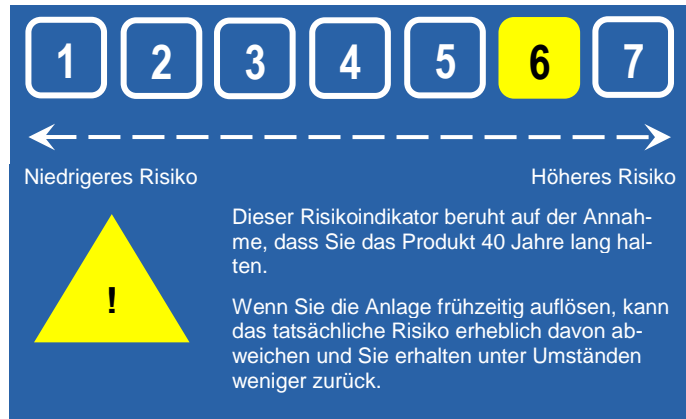 1 2 3 4 5 6 7
Niedrigeres Risiko Höheres Risiko
Dieser Risikoindikator beruht auf der Annah-
me, dass Sie das Produkt 40 Jahre lang hal-
ten.
!
Wenn Sie die Anlage frühzeitig auflösen, kann
das tatsächliche Risiko erheblich davon ab-
weichen und Sie erhalten unter Umständen
weniger zurück.